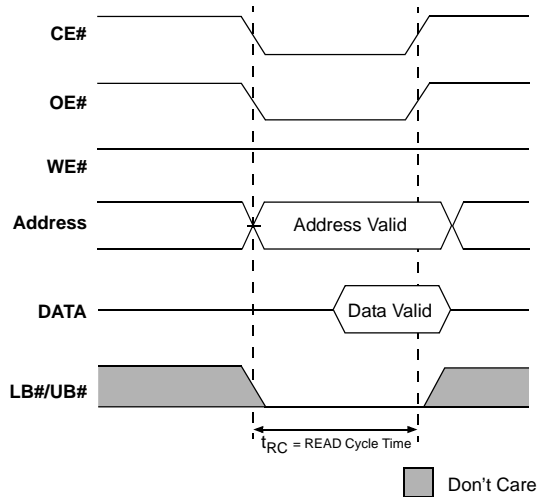 CE#
OE#
WE#
Address
Address Valid
DATA
Data Valid
LB#/UB#
tRC = READ Cycle Time
Don't Care